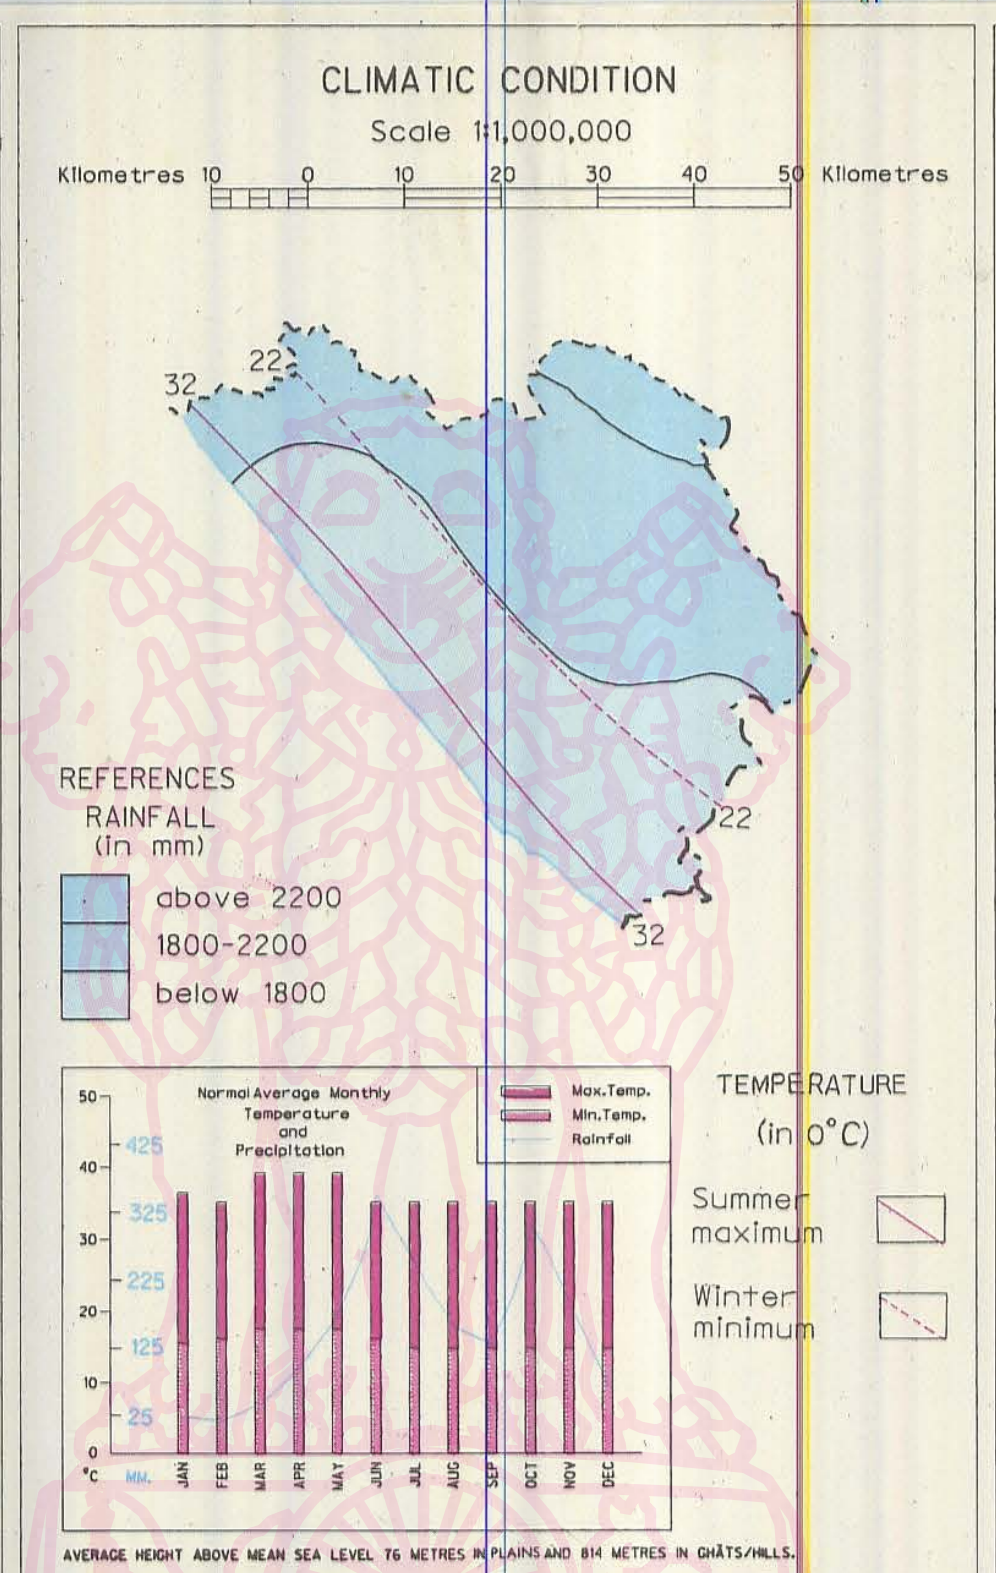 CLIMATIC CONDITION
Scale 1:1,000,000
Kilometres 10 0 10 20 30 40 50 Kilometres
22
32
22
32
REFERENCES
RAINFALL
(in mm)
above 2200
1800-2200
below 1800
Normal Average Monthly
Temperature
and
Precipitation
Max.Temp.
Min.Temp.
Rainfall
50
425
40
325
30
225
20
125
10
25
0
°C MM. JAN FEB MAR APR MAY JUN JUL AUG SEP OCT NOV DEC
TEMPERATURE
(in 0°C)
Summer
maximum
Winter
minimum
AVERAGE HEIGHT ABOVE MEAN SEA LEVEL 76 METRES IN PLAINS AND 814 METRES IN GHĀTS/HILLS.